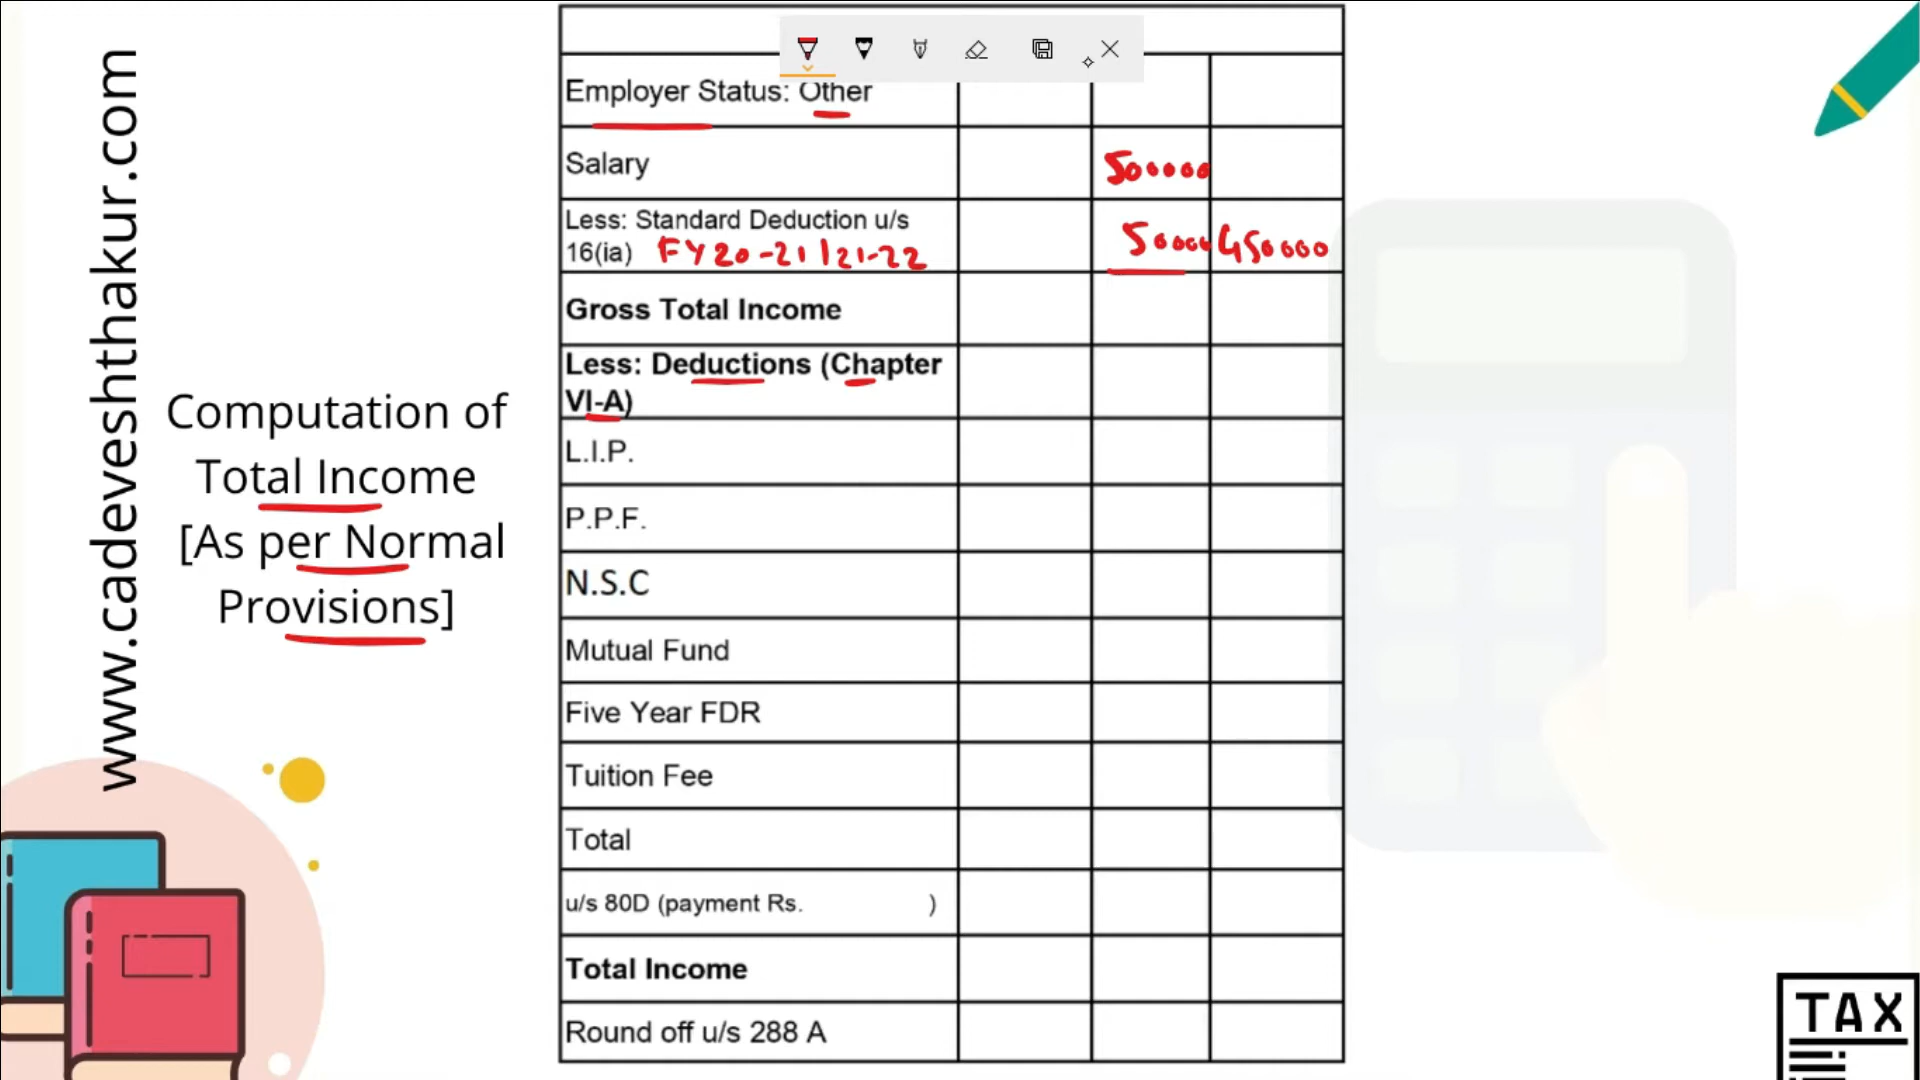 www.cadeveshthakur.com
Computation of
Total Income
[As per Normal
Provisions]
Employer Status: Other
Salary 500000
Less: Standard Deduction u/s
16(ia) FY20-21/21-22 50000 450000
Gross Total Income
Less: Deductions (Chapter
VI-A)
L.I.P.
P.P.F.
N.S.C
Mutual Fund
Five Year FDR
Tuition Fee
Total
u/s 80D (payment Rs. )
Total Income
Round off u/s 288 A
TAX